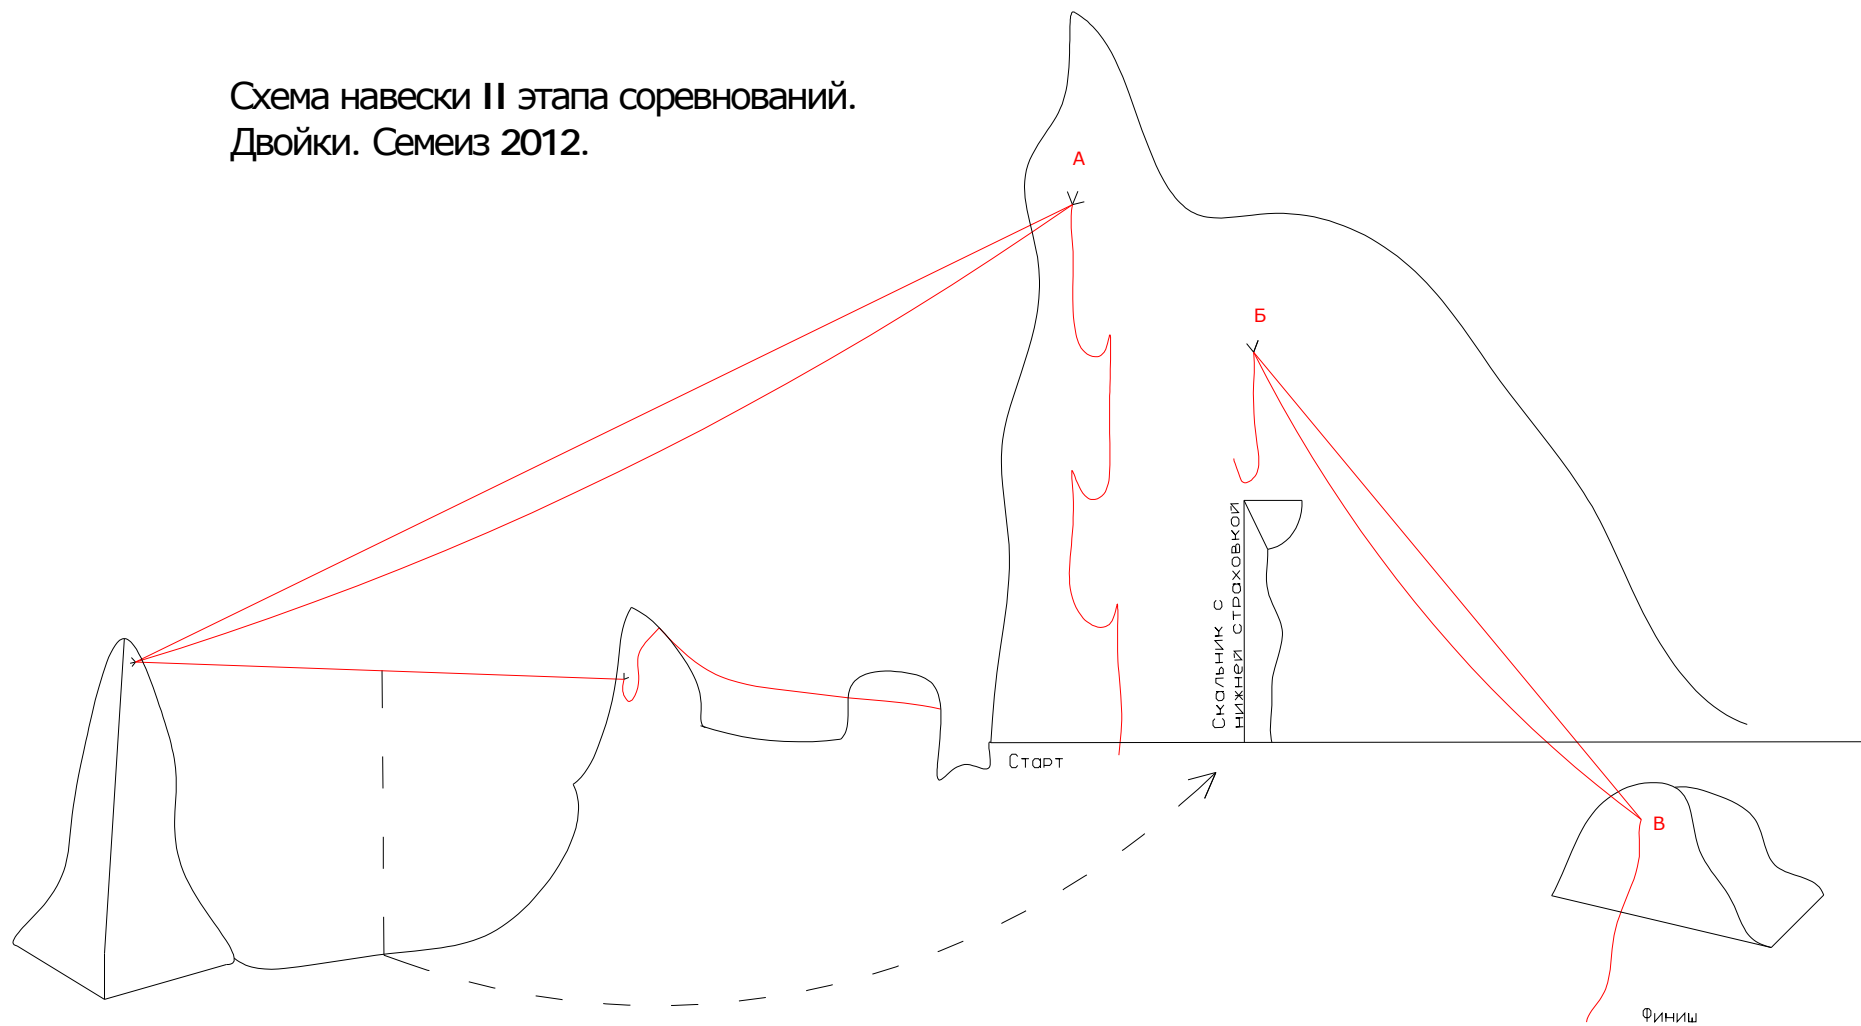 Схема навески II этапа соревнований.
Двойки. Семеиз 2012.
А
Б
Скальник с
нижней страховкой
Старт
В
Финиш